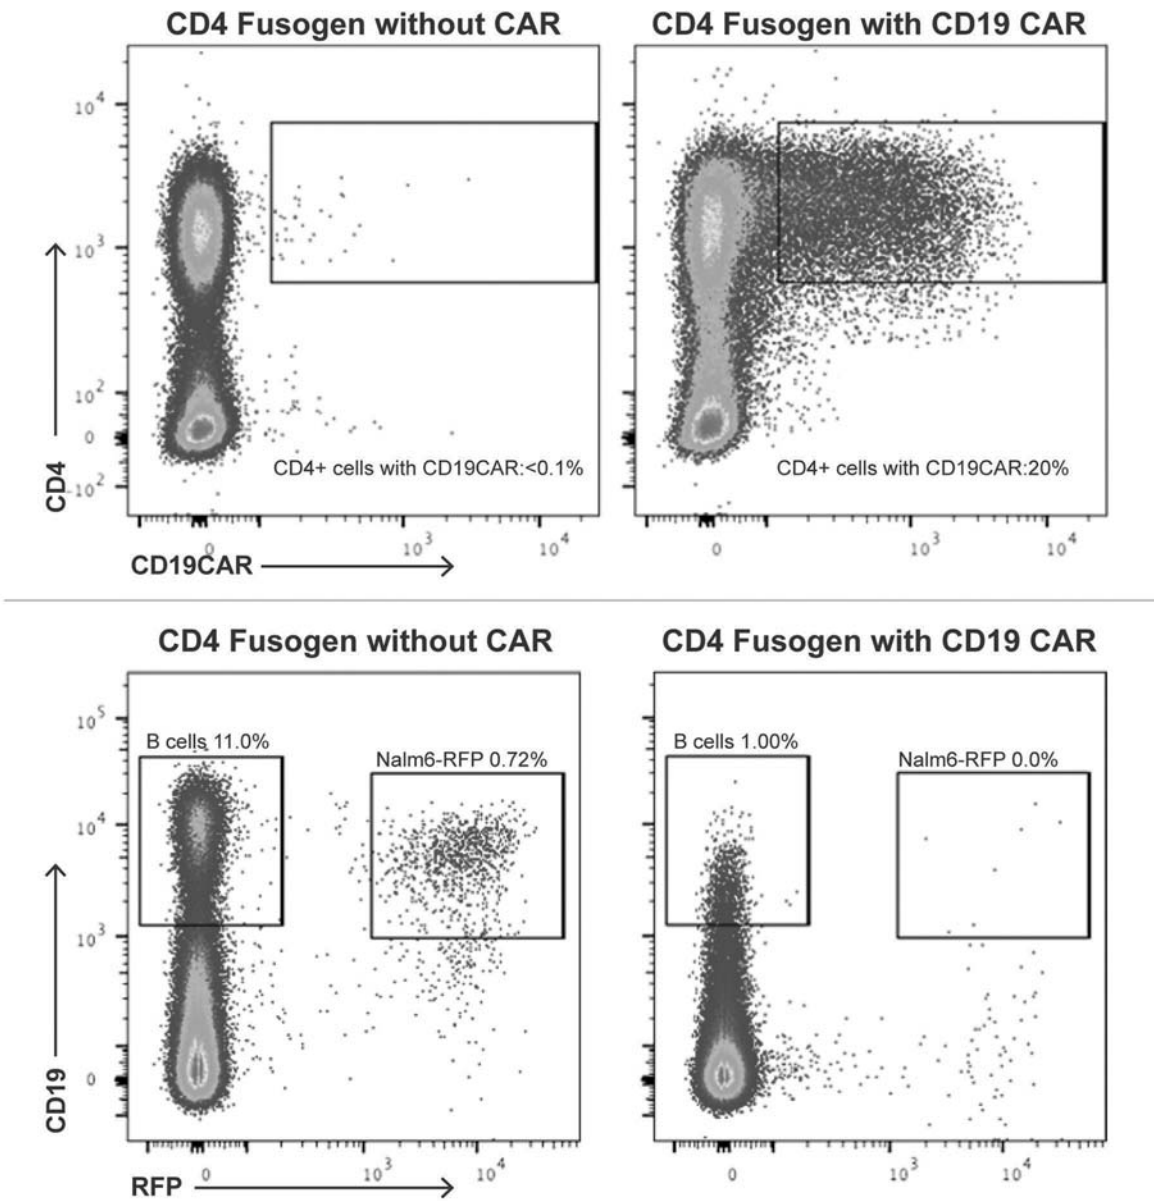 CD4 Fusogen without CAR
CD4 Fusogen with CD19 CAR
10^4
10^3
10^2
0
-10^2
CD4
CD4+ cells with CD19CAR:<0.1%
CD4+ cells with CD19CAR:20%
0
10^3
10^4
0
10^3
10^4
CD19CAR
CD4 Fusogen without CAR
CD4 Fusogen with CD19 CAR
10^5
10^4
10^3
0
CD19
B cells 11.0%
Nalm6-RFP 0.72%
B cells 1.00%
Nalm6-RFP 0.0%
0
10^3
10^4
0
10^3
10^4
RFP